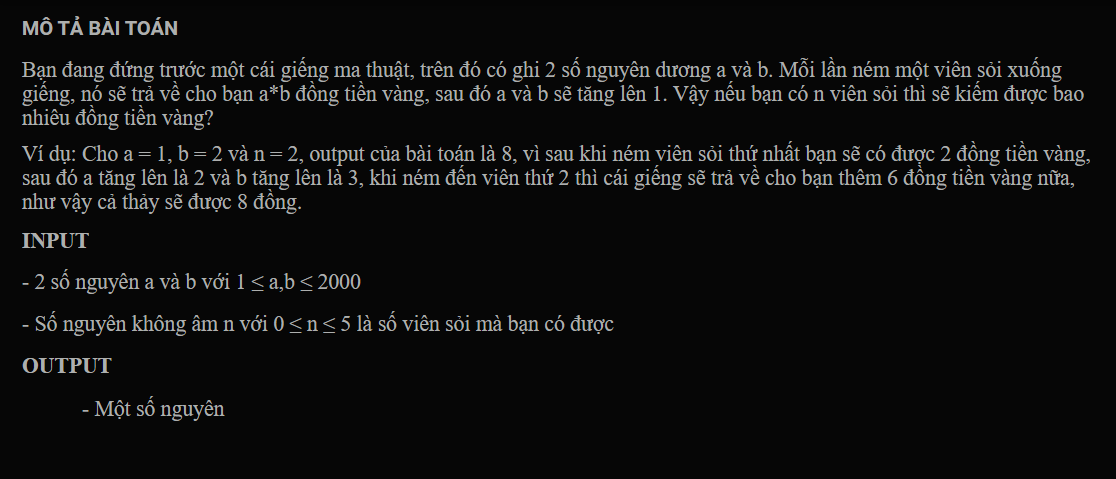 MÔ TẢ BÀI TOÁN
Bạn đang đứng trước một cái giếng ma thuật, trên đó có ghi 2 số nguyên dương a và b. Mỗi lần ném một viên sỏi xuống
giếng, nó sẽ trả về cho bạn a*b đồng tiền vàng, sau đó a và b sẽ tăng lên 1. Vậy nếu bạn có n viên sỏi thì sẽ kiếm được bao
nhiêu đồng tiền vàng?
Ví dụ: Cho a = 1, b = 2 và n = 2, output của bài toán là 8, vì sau khi ném viên sỏi thứ nhất bạn sẽ có được 2 đồng tiền vàng,
sau đó a tăng lên là 2 và b tăng lên là 3, khi ném đến viên thứ 2 thì cái giếng sẽ trả về cho bạn thêm 6 đồng tiền vàng nữa,
như vậy cả thảy sẽ được 8 đồng.
INPUT
- 2 số nguyên a và b với 1 ≤ a,b ≤ 2000
- Số nguyên không âm n với 0 ≤ n ≤ 5 là số viên sỏi mà bạn có được
OUTPUT
- Một số nguyên